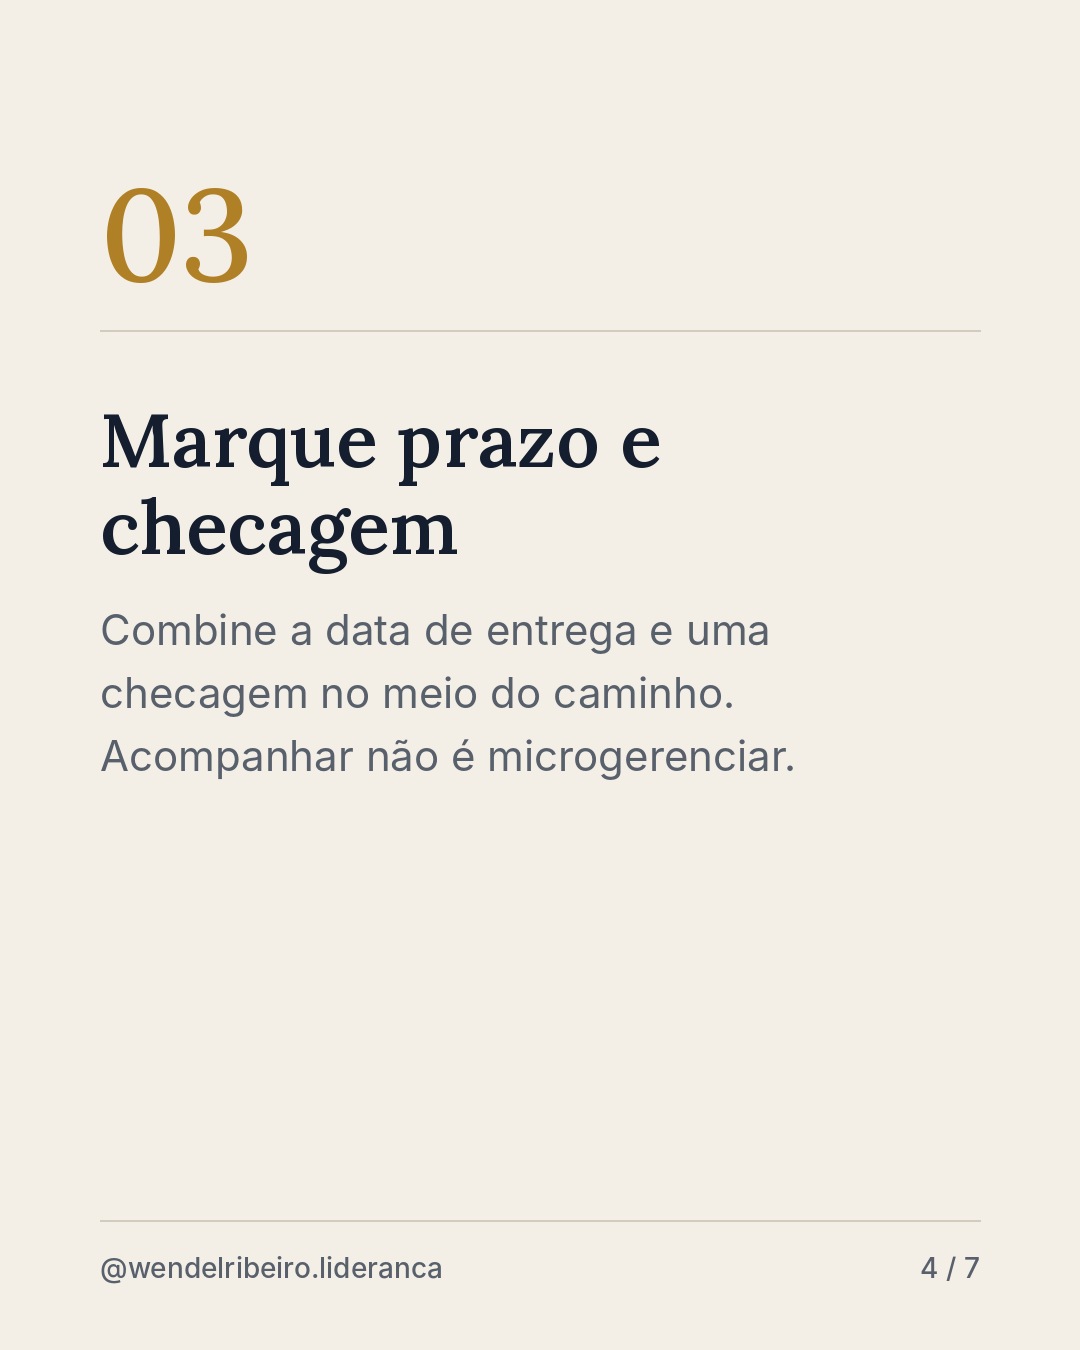 03
Marque prazo e
checagem
Combine a data de entrega e uma
checagem no meio do caminho.
Acompanhar não é microgerenciar.
@wendelribeiro.lideranca
4 / 7